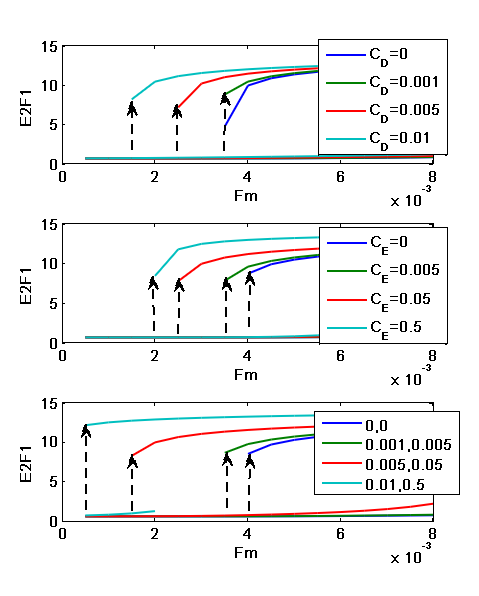 15
10
5
0
E2F1
0 2 4 6 8
Fm
x 10^-3
C_D=0
C_D=0.001
C_D=0.005
C_D=0.01
15
10
5
0
E2F1
0 2 4 6 8
Fm
x 10^-3
C_E=0
C_E=0.005
C_E=0.05
C_E=0.5
15
10
5
0
E2F1
0 2 4 6 8
Fm
x 10^-3
0,0
0.001,0.005
0.005,0.05
0.01,0.5